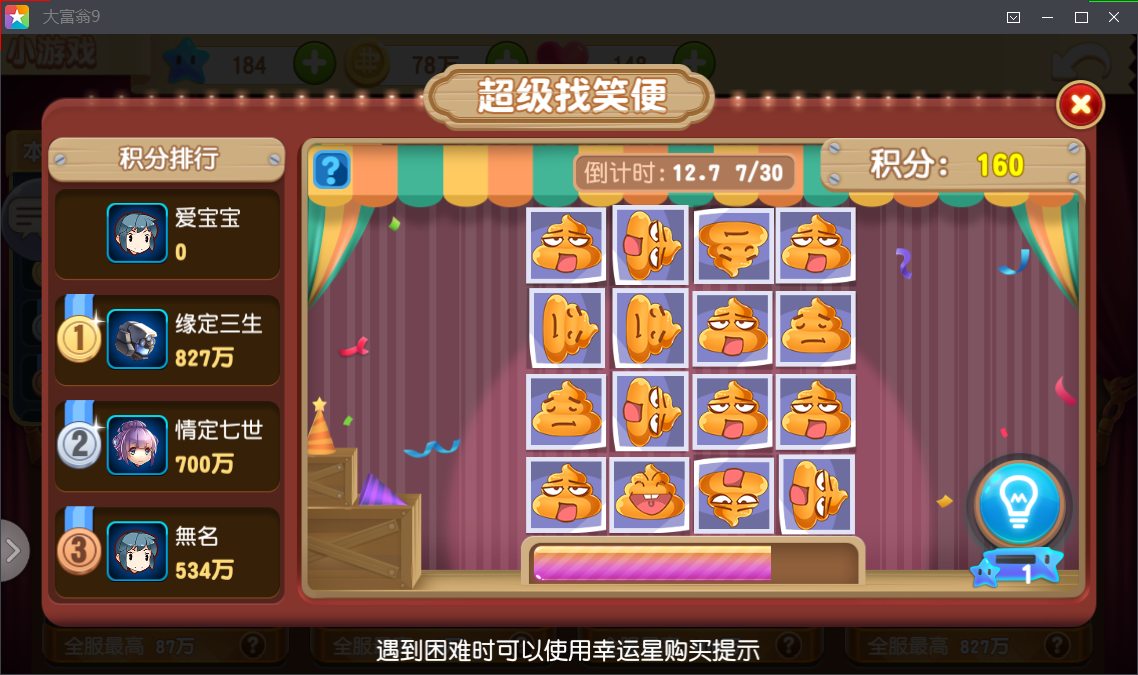 大富翁9
小游戏
184
78万
148
超级找笑便
积分排行
倒计时: 12.7 7/30
积分: 160
爱宝宝
0
1
缘定三生
827万
2
情定七世
700万
3
無名
534万
1
全服最高 87万
全服最高 827万
遇到困难时可以使用幸运星购买提示